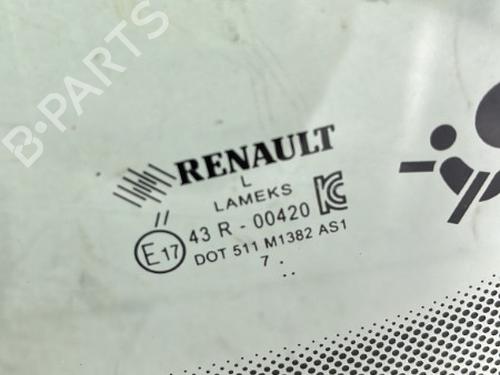 B-PARTS
RENAULT
L
LAMEKS
E17 43 R - 00420
DOT 511 M1382 AS1
7 . ..